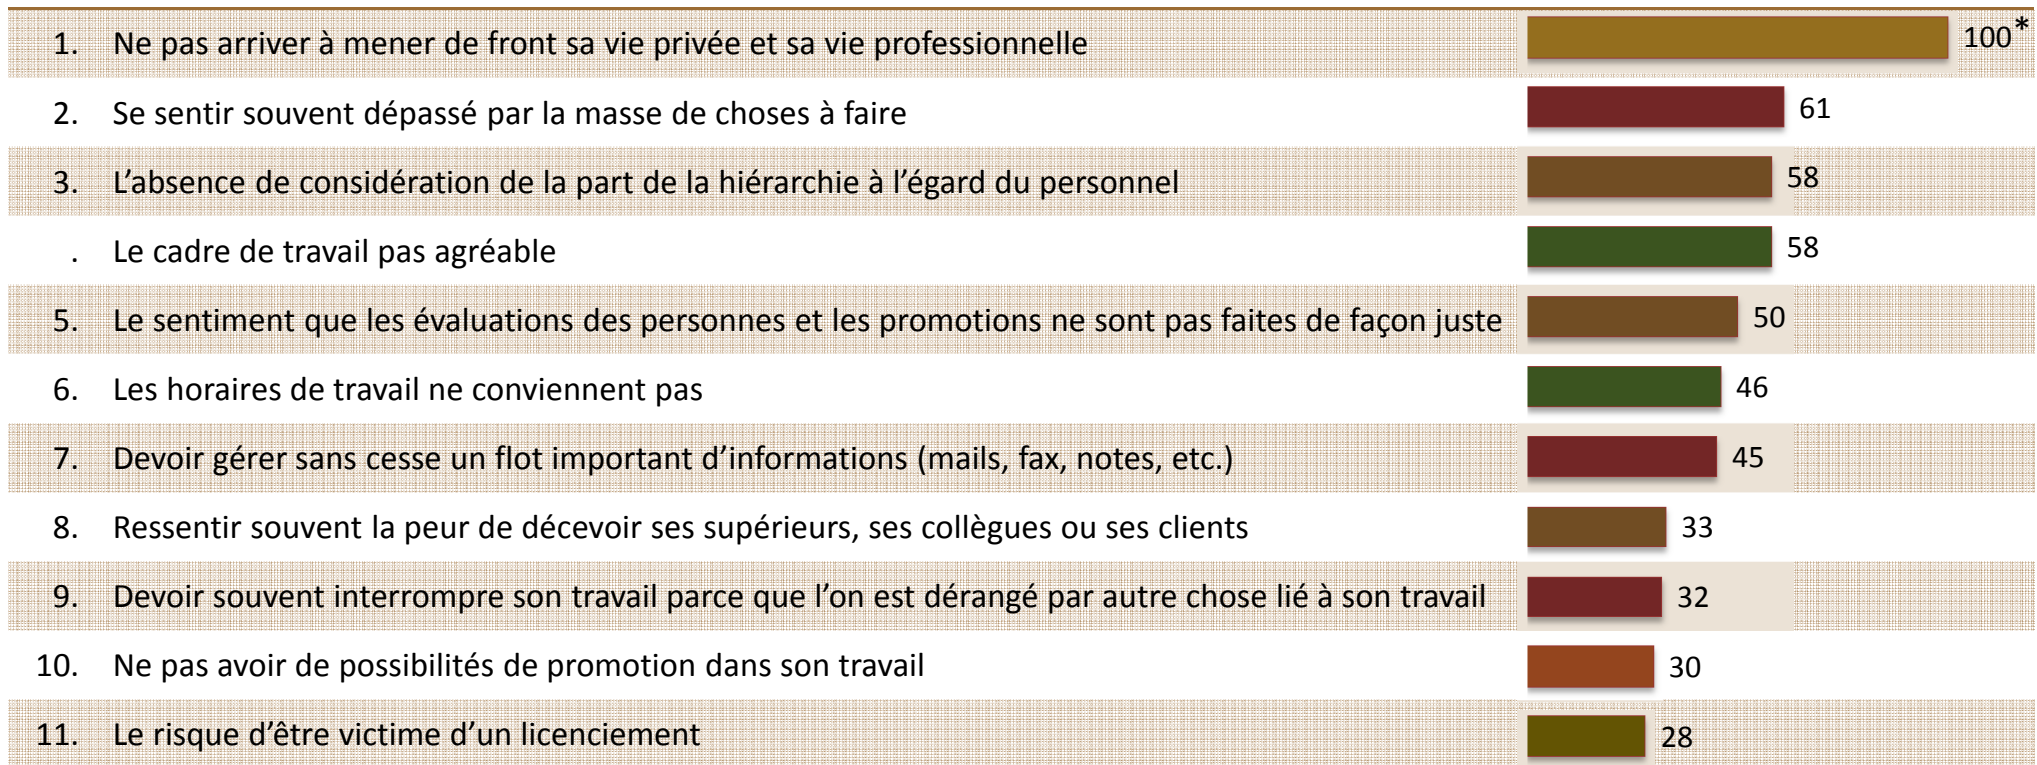 1. Ne pas arriver à mener de front sa vie privée et sa vie professionnelle 100*
2. Se sentir souvent dépassé par la masse de choses à faire 61
3. L’absence de considération de la part de la hiérarchie à l’égard du personnel 58
. Le cadre de travail pas agréable 58
5. Le sentiment que les évaluations des personnes et les promotions ne sont pas faites de façon juste 50
6. Les horaires de travail ne conviennent pas 46
7. Devoir gérer sans cesse un flot important d’informations (mails, fax, notes, etc.) 45
8. Ressentir souvent la peur de décevoir ses supérieurs, ses collègues ou ses clients 33
9. Devoir souvent interrompre son travail parce que l’on est dérangé par autre chose lié à son travail 32
10. Ne pas avoir de possibilités de promotion dans son travail 30
11. Le risque d’être victime d’un licenciement 28